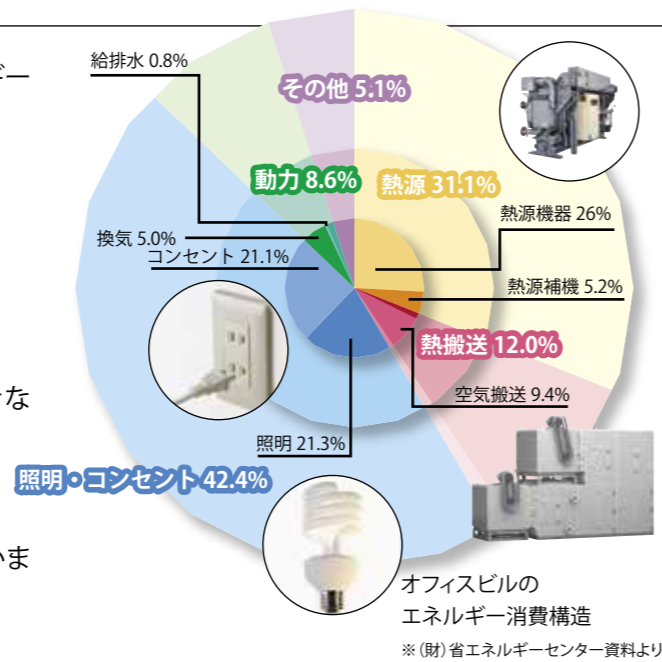 ギー
給排水 0.8%
その他 5.1%
動力 8.6%
熱源 31.1%
熱源機器 26%
換気 5.0%
コンセント 21.1%
熱源補機 5.2%
熱搬送 12.0%
空気搬送 9.4%
な
照明 21.3%
照明・コンセント 42.4%
いま
オフィスビルの
エネルギー消費構造
※(財)省エネルギーセンター資料より